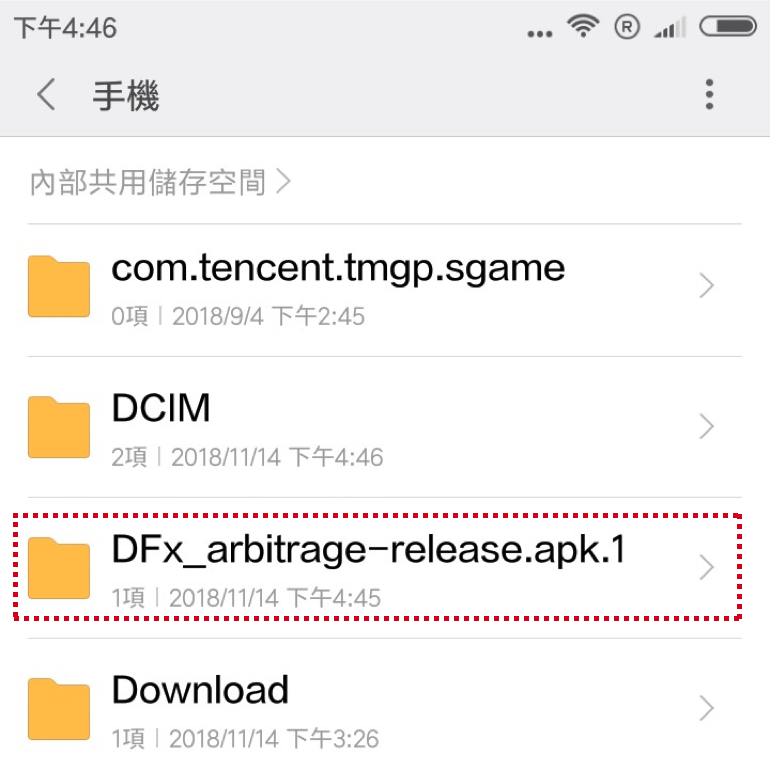 下午4:46
... R
手機
內部共用儲存空間
com.tencent.tmgp.sgame
0項 | 2018/9/4 下午2:45
DCIM
2項 | 2018/11/14 下午4:46
DFx_arbitrage-release.apk.1
1項 | 2018/11/14 下午4:45
Download
1項 | 2018/11/14 下午3:26